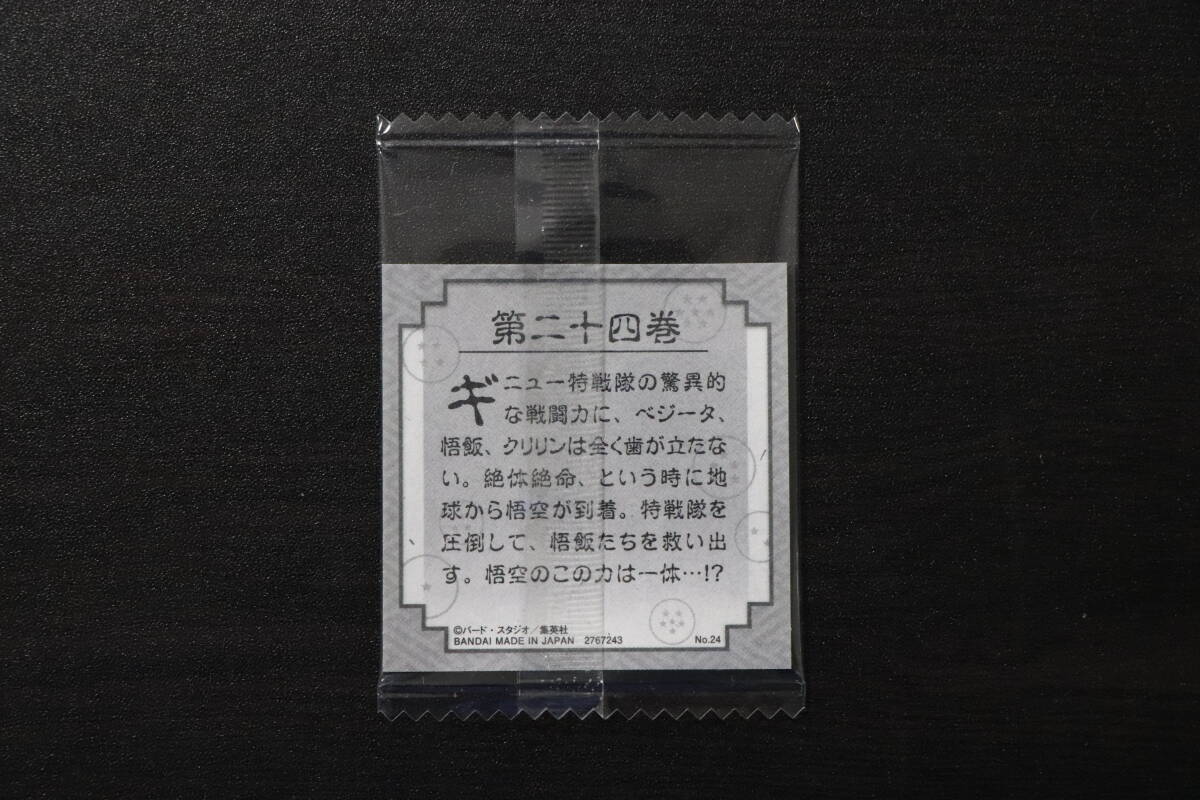 第二十四巻
ギニュー特戦隊の驚異的
な戦闘力に、ベジータ、
悟飯、クリリンは全く歯が立たな
い。絶体絶命、という時に地
球から悟空が到着。特戦隊を
圧倒して、悟飯たちを救い出
す。悟空のこの力は一体…!?
©バード・スタジオ／集英社
BANDAI MADE IN JAPAN 2767243 No.24